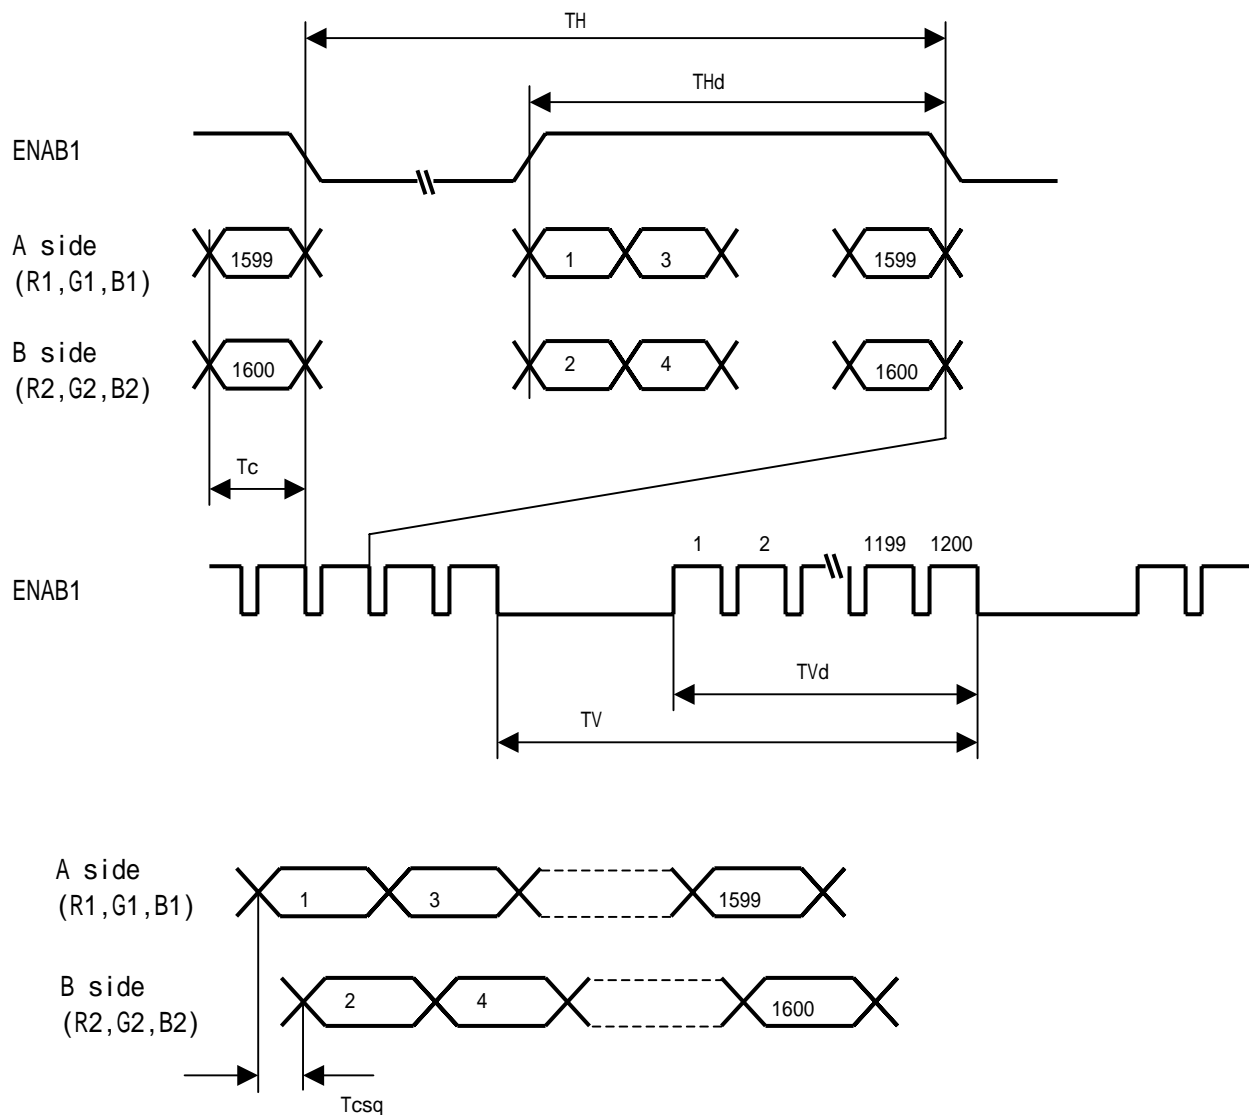 TH
THd
ENAB1
A side
(R1,G1,B1)
1599
1
3
1599
B side
(R2,G2,B2)
1600
2
4
1600
Tc
1
2
1199
1200
ENAB1
TVd
TV
A side
(R1,G1,B1)
1
3
1599
B side
(R2,G2,B2)
2
4
1600
Tcsq